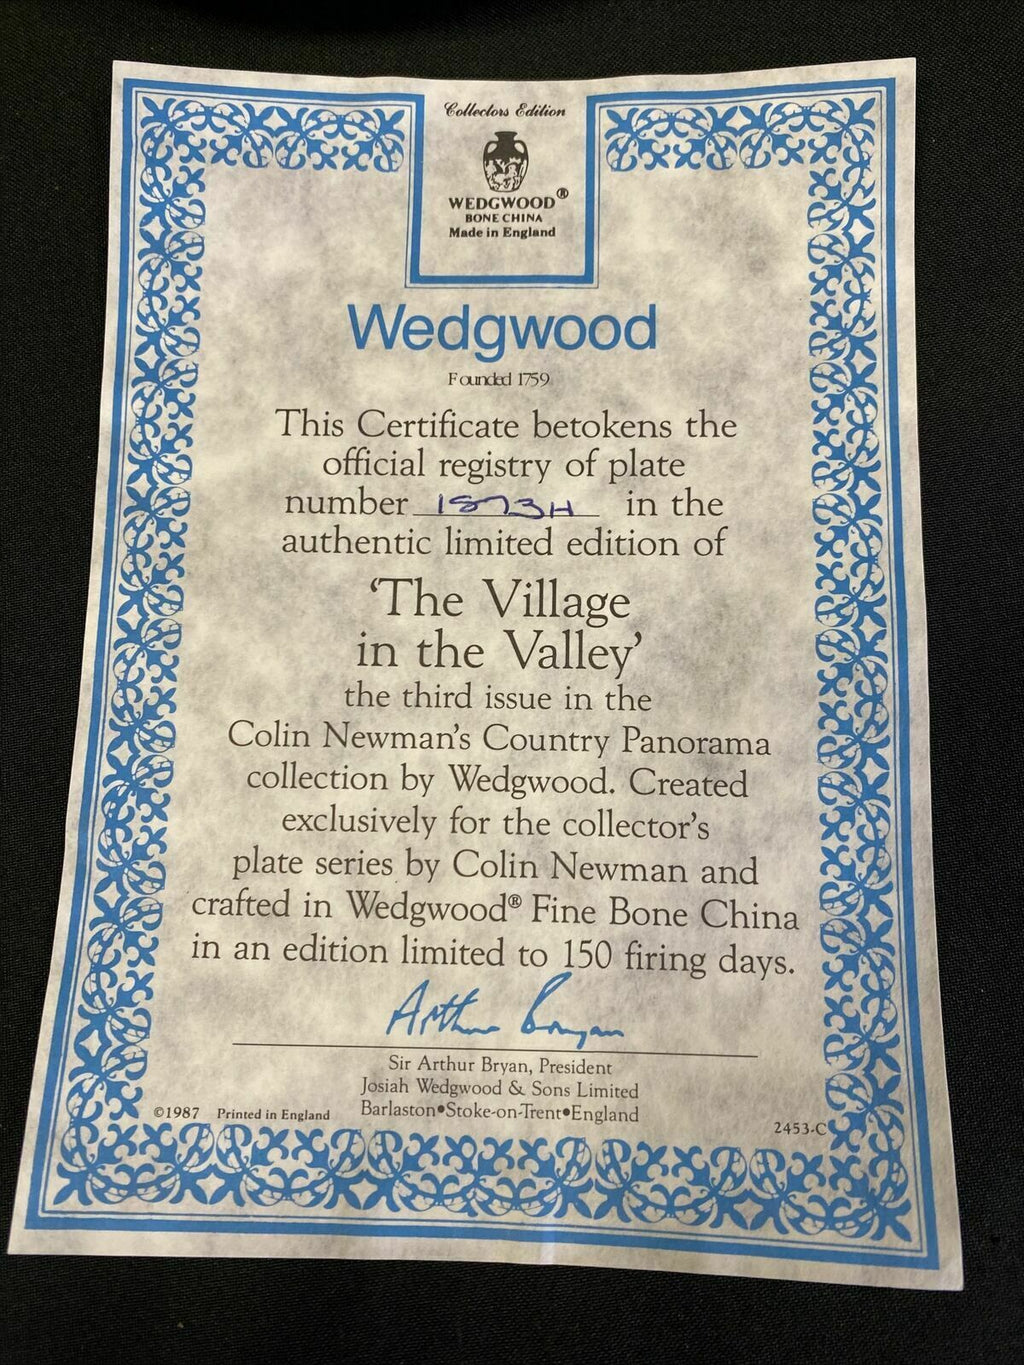 Collectors Edition
WEDGWOOD®
BONE CHINA
Made in England
Wedgwood
Founded 1759
This Certificate betokens the
official registry of plate
number 1873H in the
authentic limited edition of
‘The Village
in the Valley’
the third issue in the
Colin Newman's Country Panorama
collection by Wedgwood. Created
exclusively for the collector's
plate series by Colin Newman and
crafted in Wedgwood® Fine Bone China
in an edition limited to 150 firing days.
Arthur Bryan
Sir Arthur Bryan, President
Josiah Wedgwood & Sons Limited
Barlaston•Stoke-on-Trent•England
©1987 Printed in England
2453-C